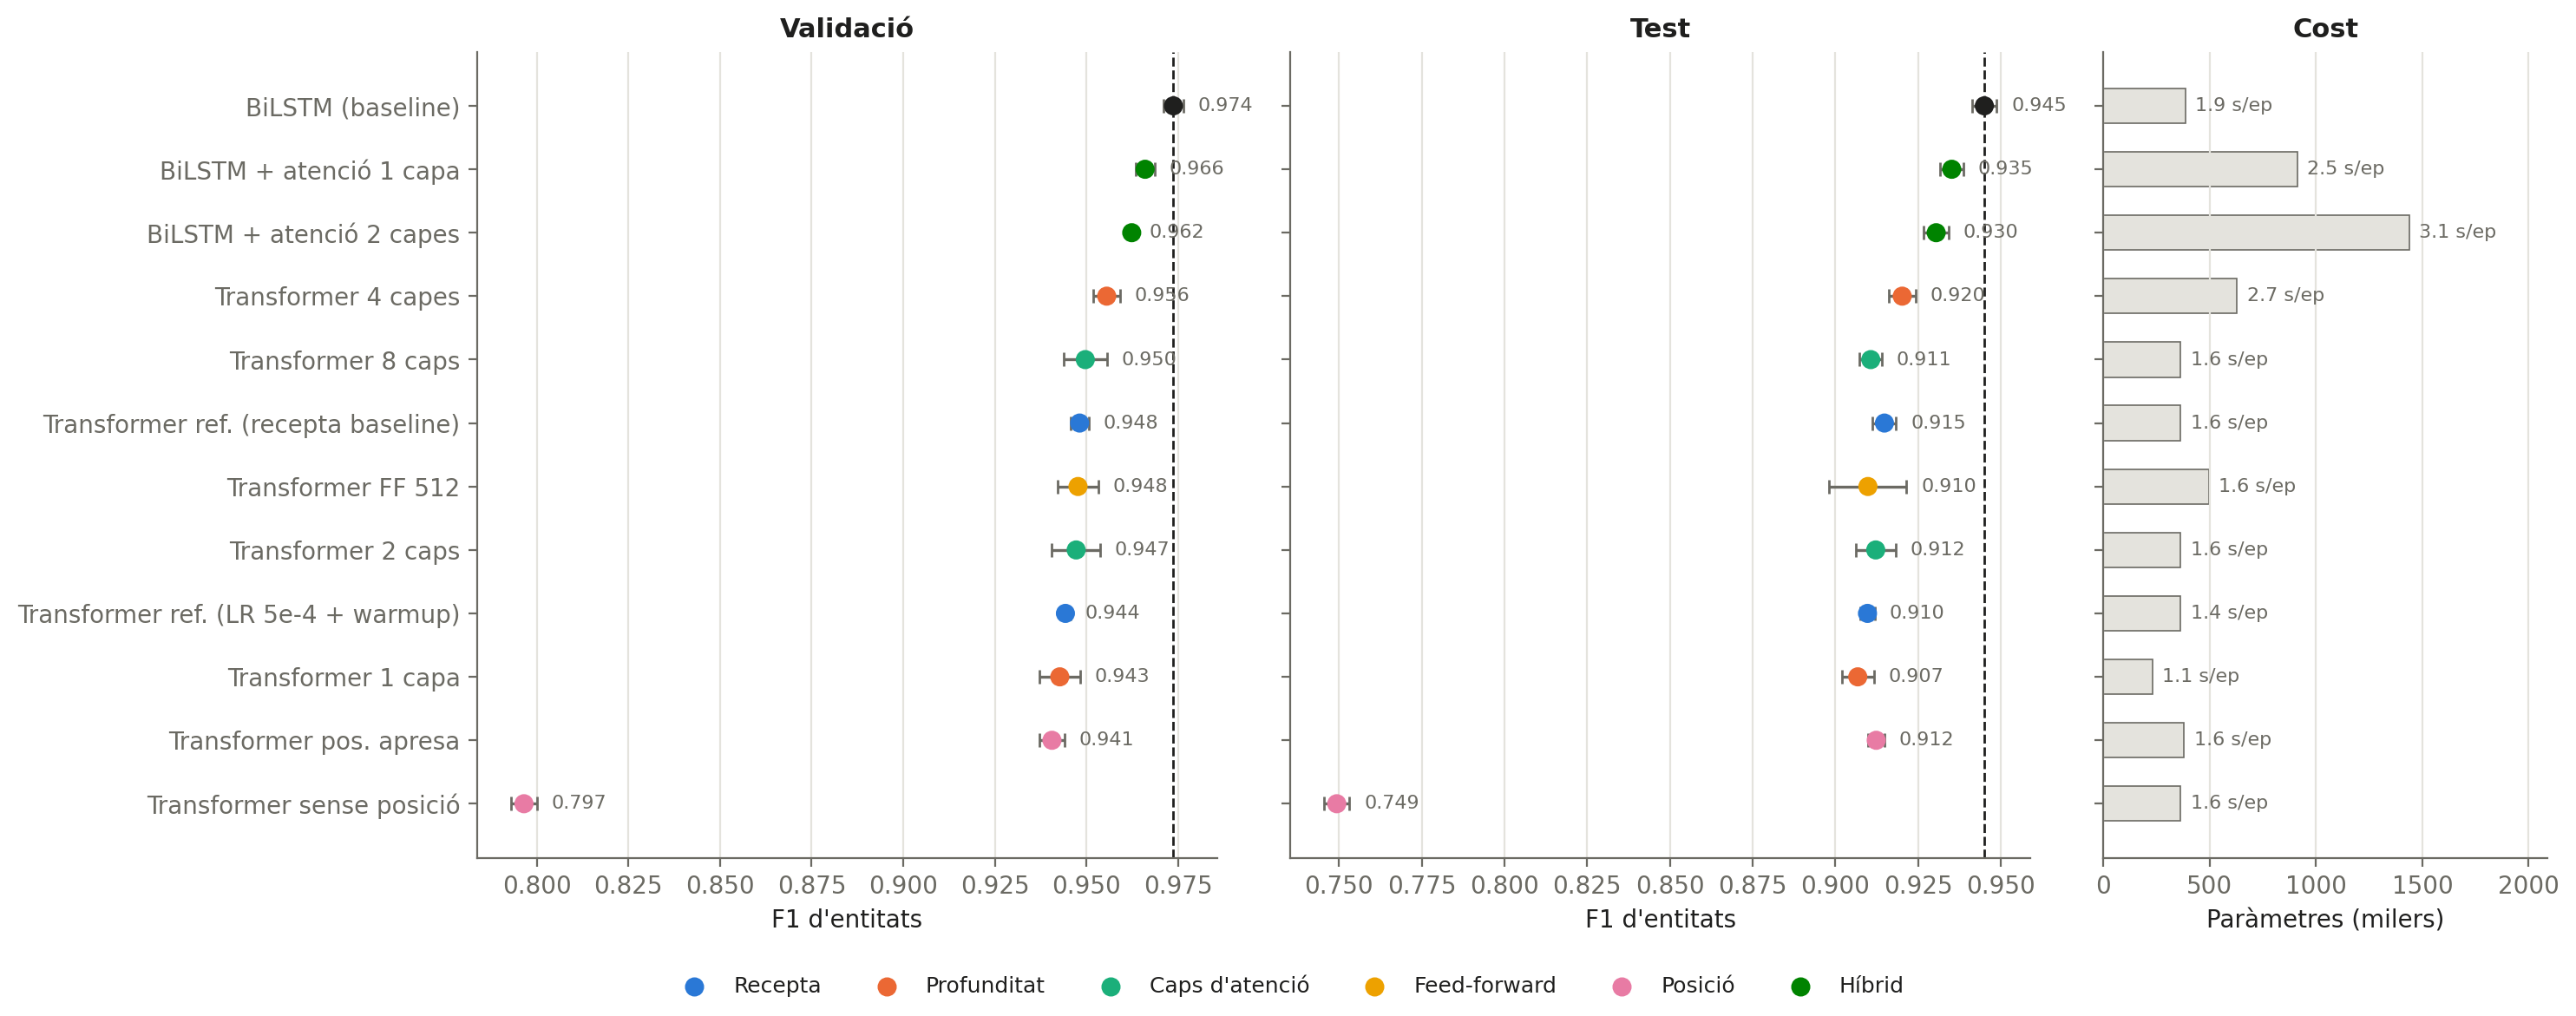 Validació
Test
Cost
BiLSTM (baseline)
0.974
0.945
1.9 s/ep
BiLSTM + atenció 1 capa
0.966
0.935
2.5 s/ep
BiLSTM + atenció 2 capes
0.962
0.930
3.1 s/ep
Transformer 4 capes
0.956
0.920
2.7 s/ep
Transformer 8 caps
0.950
0.911
1.6 s/ep
Transformer ref. (recepta baseline)
0.948
0.915
1.6 s/ep
Transformer FF 512
0.948
0.910
1.6 s/ep
Transformer 2 caps
0.947
0.912
1.6 s/ep
Transformer ref. (LR 5e-4 + warmup)
0.944
0.910
1.4 s/ep
Transformer 1 capa
0.943
0.907
1.1 s/ep
Transformer pos. apresa
0.941
0.912
1.6 s/ep
Transformer sense posició
0.797
0.749
1.6 s/ep
0.800 0.825 0.850 0.875 0.900 0.925 0.950 0.975
0.750 0.775 0.800 0.825 0.850 0.875 0.900 0.925 0.950
0 500 1000 1500 2000
F1 d'entitats
F1 d'entitats
Paràmetres (milers)
Recepta Profunditat Caps d'atenció Feed-forward Posició Híbrid